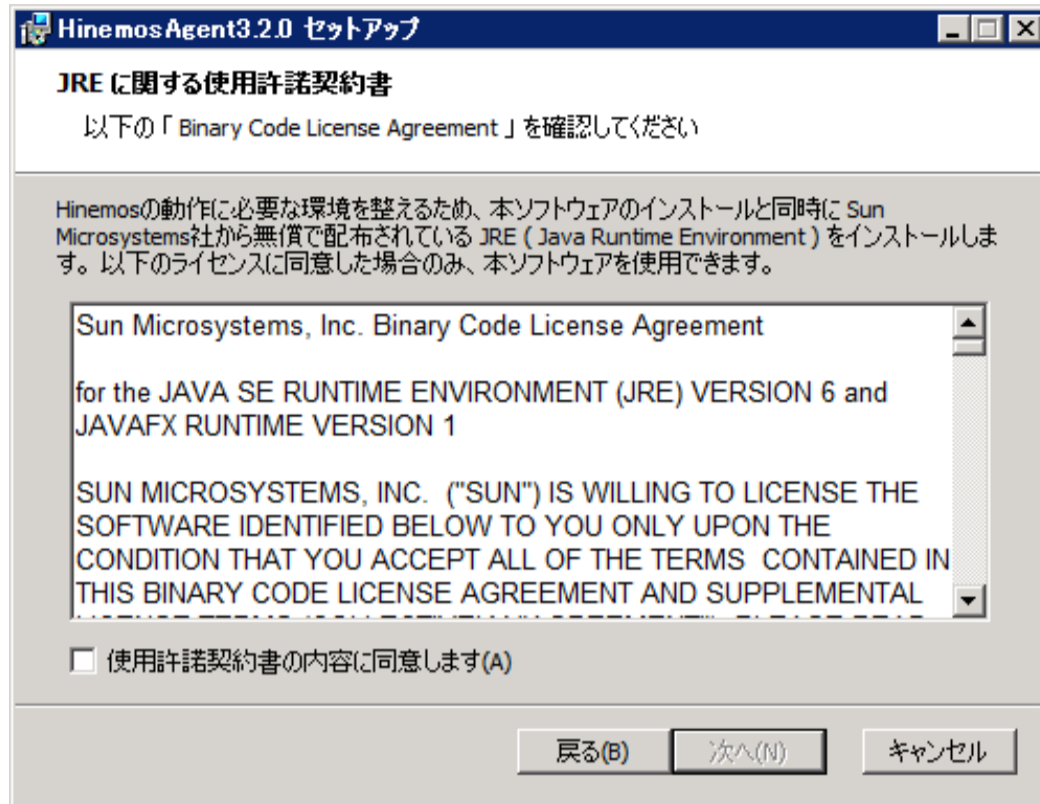 HinemosAgent3.2.0 セットアップ
JRE に関する使用許諾契約書
以下の「 Binary Code License Agreement 」を確認してください
Hinemosの動作に必要な環境を整えるため、本ソフトウェアのインストールと同時に Sun
Microsystems社から無償で配布されている JRE ( Java Runtime Environment ) をインストールしま
す。以下のライセンスに同意した場合のみ、本ソフトウェアを使用できます。
Sun Microsystems, Inc. Binary Code License Agreement
for the JAVA SE RUNTIME ENVIRONMENT (JRE) VERSION 6 and
JAVAFX RUNTIME VERSION 1
SUN MICROSYSTEMS, INC. ("SUN") IS WILLING TO LICENSE THE
SOFTWARE IDENTIFIED BELOW TO YOU ONLY UPON THE
CONDITION THAT YOU ACCEPT ALL OF THE TERMS CONTAINED IN
THIS BINARY CODE LICENSE AGREEMENT AND SUPPLEMENTAL
使用許諾契約書の内容に同意します(A)
戻る(B)
次へ(N)
キャンセル